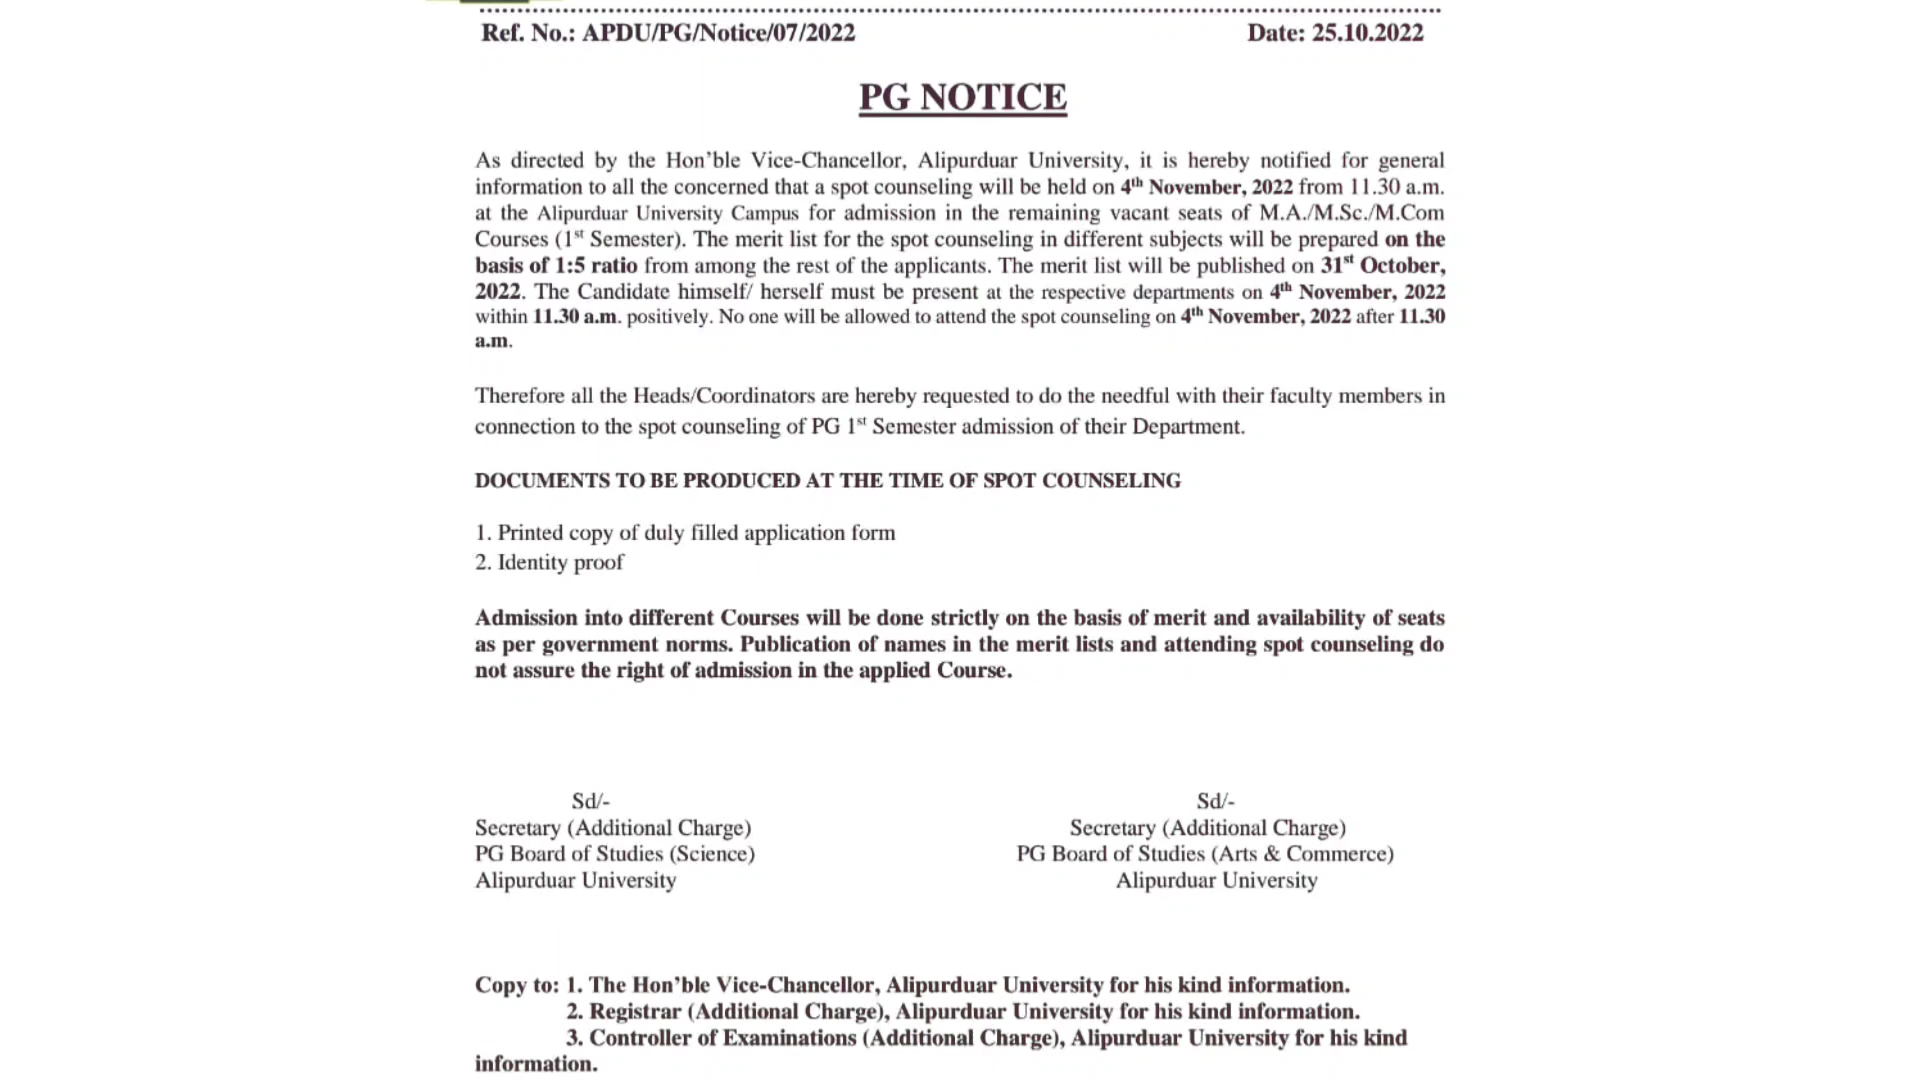 Ref. No.: APDU/PG/Notice/07/2022 Date: 25.10.2022
PG NOTICE
As directed by the Hon’ble Vice-Chancellor, Alipurduar University, it is hereby notified for general
information to all the concerned that a spot counseling will be held on 4th November, 2022 from 11.30 a.m.
at the Alipurduar University Campus for admission in the remaining vacant seats of M.A./M.Sc./M.Com
Courses (1st Semester). The merit list for the spot counseling in different subjects will be prepared on the
basis of 1:5 ratio from among the rest of the applicants. The merit list will be published on 31st October,
2022. The Candidate himself/ herself must be present at the respective departments on 4th November, 2022
within 11.30 a.m. positively. No one will be allowed to attend the spot counseling on 4th November, 2022 after 11.30
a.m.
Therefore all the Heads/Coordinators are hereby requested to do the needful with their faculty members in
connection to the spot counseling of PG 1st Semester admission of their Department.
DOCUMENTS TO BE PRODUCED AT THE TIME OF SPOT COUNSELING
1. Printed copy of duly filled application form
2. Identity proof
Admission into different Courses will be done strictly on the basis of merit and availability of seats
as per government norms. Publication of names in the merit lists and attending spot counseling do
not assure the right of admission in the applied Course.
Sd/- Sd/-
Secretary (Additional Charge) Secretary (Additional Charge)
PG Board of Studies (Science) PG Board of Studies (Arts & Commerce)
Alipurduar University Alipurduar University
Copy to: 1. The Hon’ble Vice-Chancellor, Alipurduar University for his kind information.
2. Registrar (Additional Charge), Alipurduar University for his kind information.
3. Controller of Examinations (Additional Charge), Alipurduar University for his kind
information.